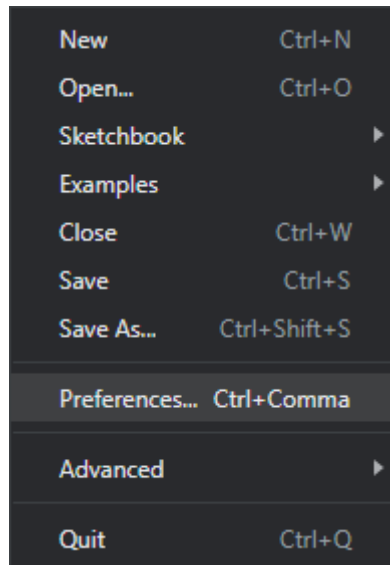 New Ctrl+N
Open... Ctrl+O
Sketchbook
Examples
Close Ctrl+W
Save Ctrl+S
Save As... Ctrl+Shift+S
Preferences... Ctrl+Comma
Advanced
Quit Ctrl+Q